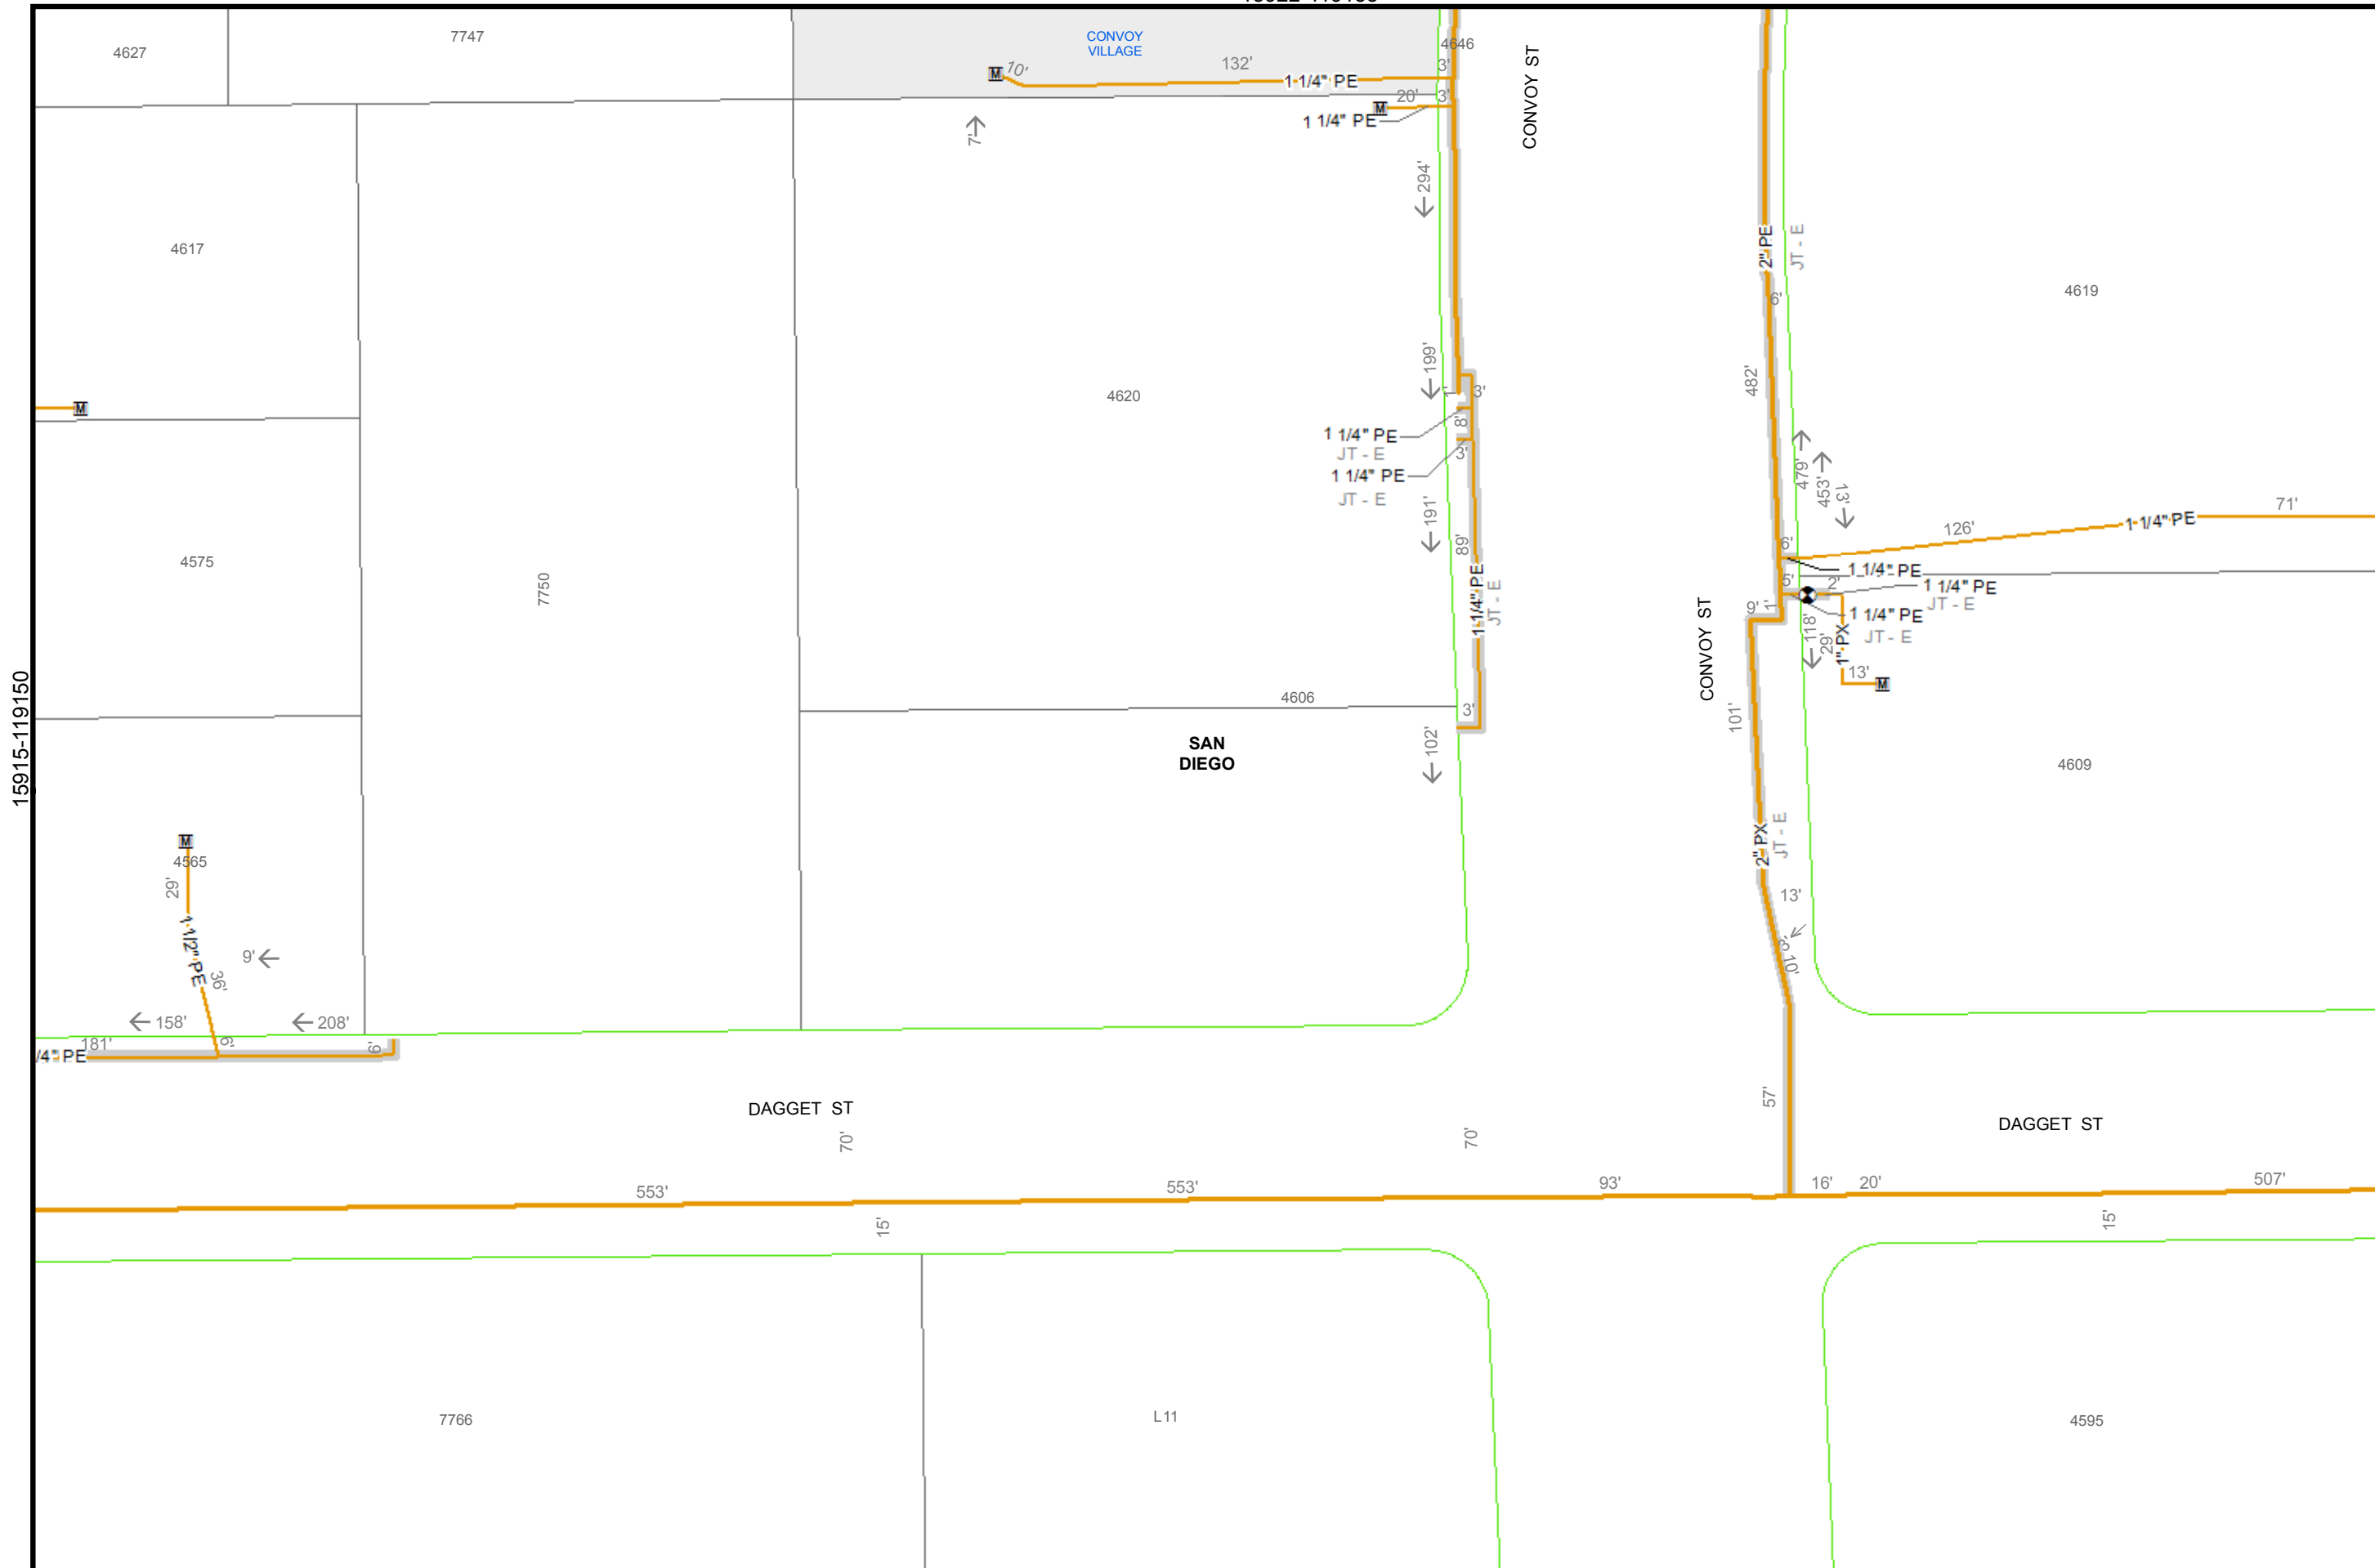 7747
CONVOY
VILLAGE
4627
4646
CONVOY ST
M
10'
132'
1 1/4" PE
3'
M
20'
3'
1 1/4" PE
7'
294'
4617
2" PE
JT - E
4619
6'
199'
482'
4620
3'
M
8'
1 1/4" PE
JT - E
3'
1 1/4" PE
JT - E
479'
453'
13'
191'
71'
126'
1 1/4" PE
89'
6'
4575
7750
1 1/4" PE
JT - E
1 1/4" PE
5'
2'
1 1/4" PE
JT - E
9'
1'
1 1/4" PE
JT - E
CONVOY ST
118'
29'
1" PX
13'
M
4606
3'
101'
15915-119150
SAN
DIEGO
102'
4609
M
4565
29'
2" PX
JT - E
13'
1 1/2" PE
36'
9'
3'
10'
158'
208'
181'
6'
6'
/4" PE
57'
DAGGET ST
DAGGET ST
70'
70'
553'
553'
93'
16'
20'
507'
15'
15'
7766
L11
4595